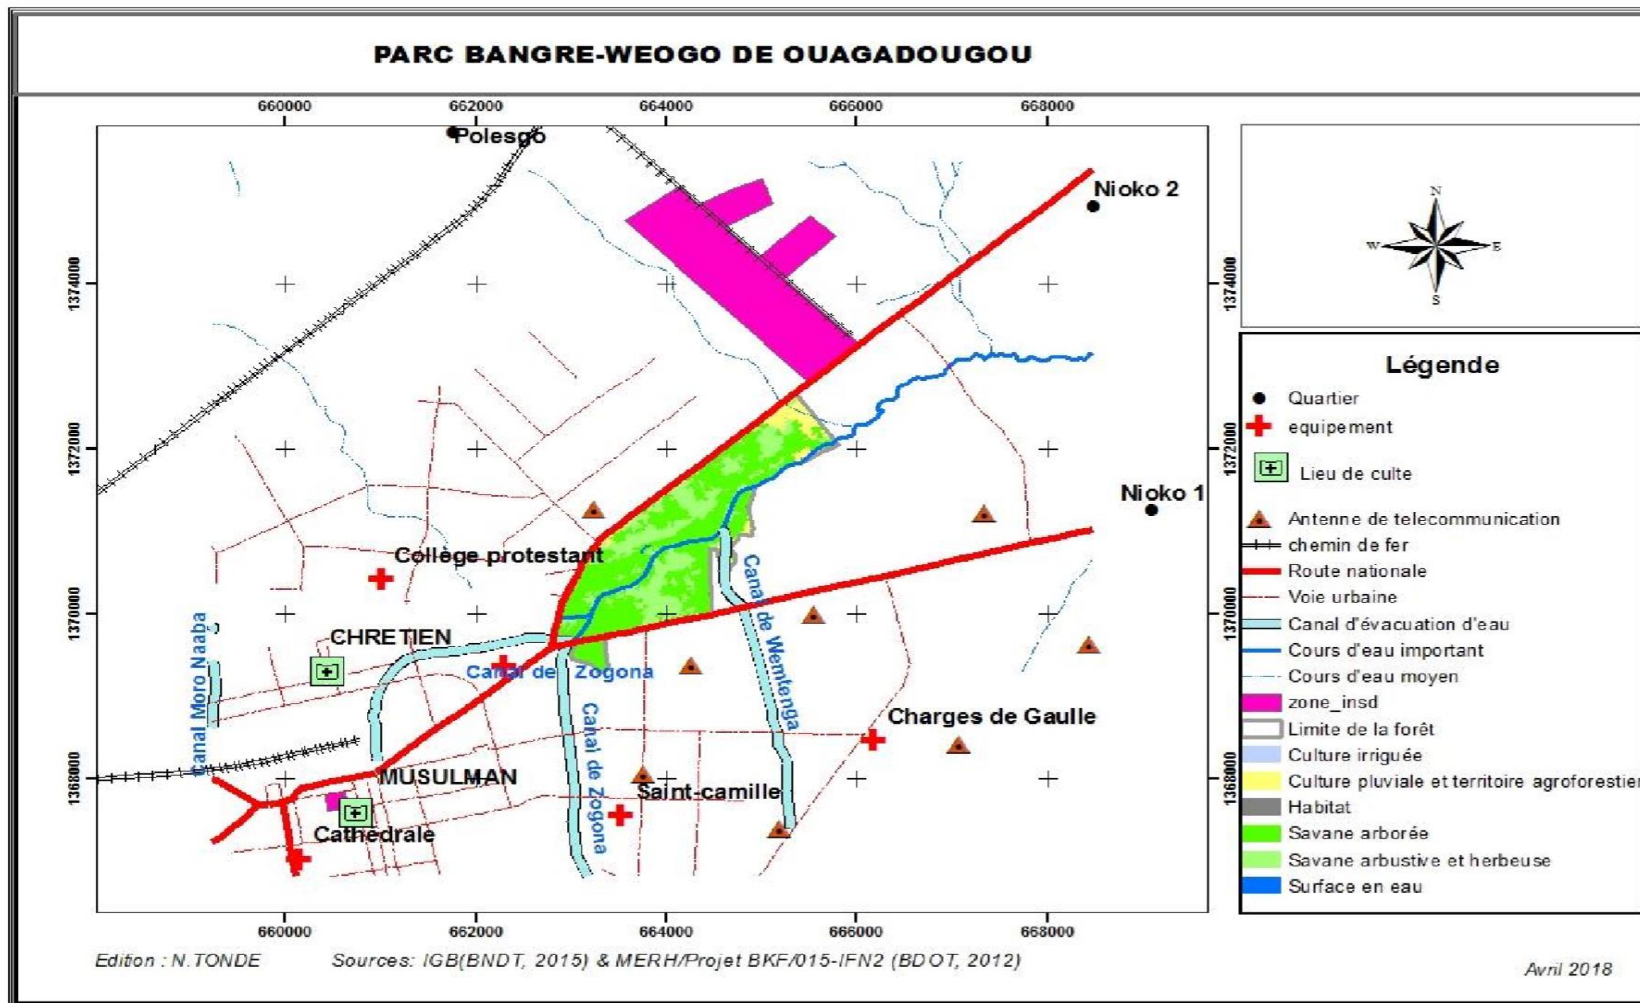 PARC BANGRE-WEOGO DE OUAGADOUGOU
660000 662000 664000 666000 668000
Polesgo
Nioko 2
N
W E
S
1374000 1374000
Légende
Quartier
equipement
1372000 1372000
Lieu de culte
Nioko 1
Antenne de telecommunication
chemin de fer
Collège protestant
Route nationale
Voie urbaine
1370000 1370000
Canal d'évacuation d'eau
Canal Moro Naaba
CHRETIEN
Canal de Wemtenga
Cours d'eau important
Canal de Zogona
Cours d'eau moyen
zone_insd
Canal de Zogona
Charges de Gaulle
Limite de la forêt
Culture irriguée
1368000 1368000
MUSULMAN
Culture pluviale et territoire agroforestier
Saint-camille
Habitat
Cathédrale
Savane arborée
Savane arbustive et herbeuse
Surface en eau
660000 662000 664000 666000 668000
Edition : N.TONDE Sources: IGB(BNDT, 2015) & MERH/Projet BKF/015-IFN2 (BDOT, 2012)
Avril 2018